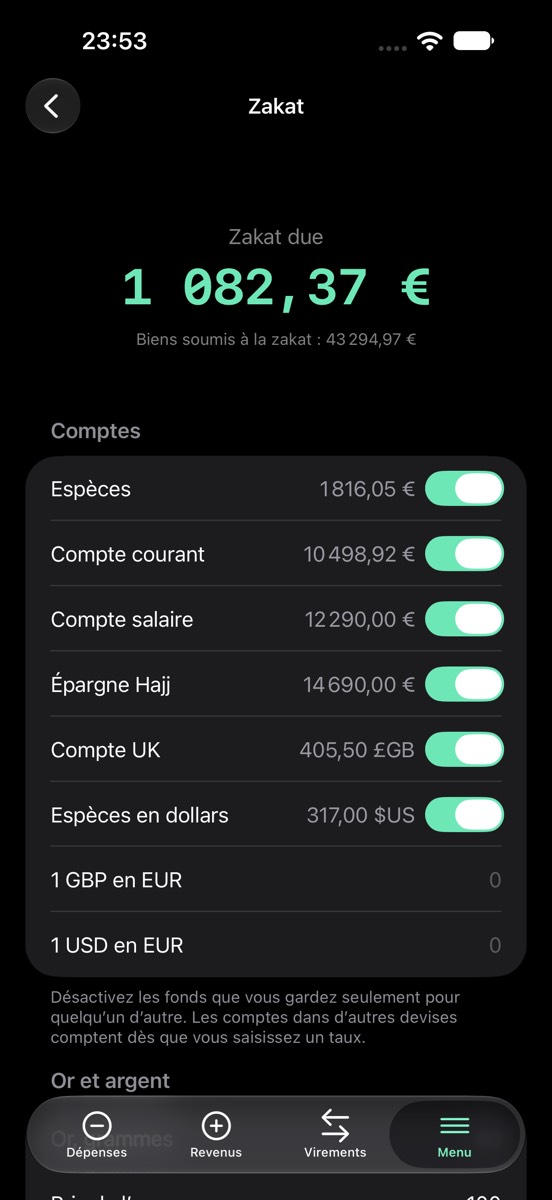 23:53
Zakat
Zakat due
1 082,37 €
Biens soumis à la zakat : 43 294,97 €
Comptes
Espèces 1 816,05 €
Compte courant 10 498,92 €
Compte salaire 12 290,00 €
Épargne Hajj 14 690,00 €
Compte UK 405,50 £GB
Espèces en dollars 317,00 $US
1 GBP en EUR 0
1 USD en EUR 0
Désactivez les fonds que vous gardez seulement pour
quelqu’un d’autre. Les comptes dans d’autres devises
comptent dès que vous saisissez un taux.
Or et argent
Or, grammes
Dépenses Revenus Virements Menu